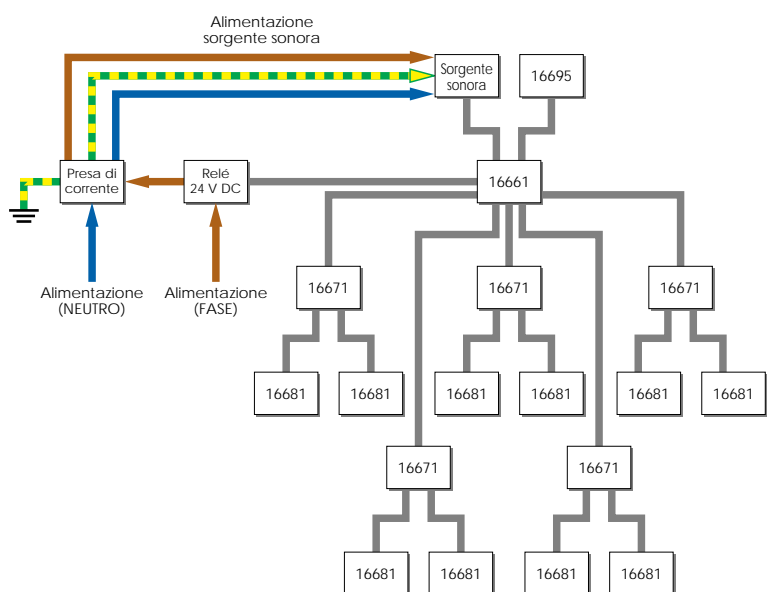 Alimentazione
sorgente sonora
Sorgente
sonora
16695
Presa di
corrente
Relé
24 V DC
16661
Alimentazione
(NEUTRO)
Alimentazione
(FASE)
16671
16671
16671
16681
16681
16681
16681
16681
16681
16671
16671
16681
16681
16681
16681